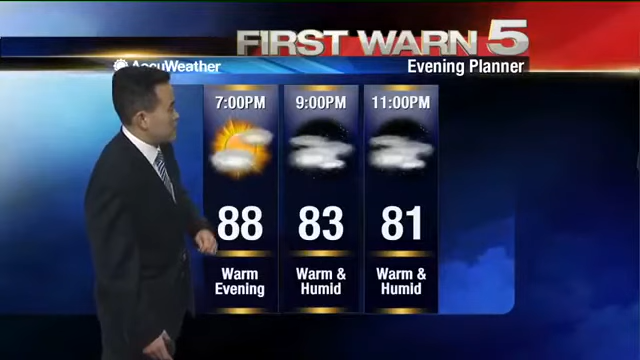 FIRST WARN 5
AccuWeather
Evening Planner
7:00PM 9:00PM 11:00PM
88 83 81
Warm Evening
Warm & Humid
Warm & Humid